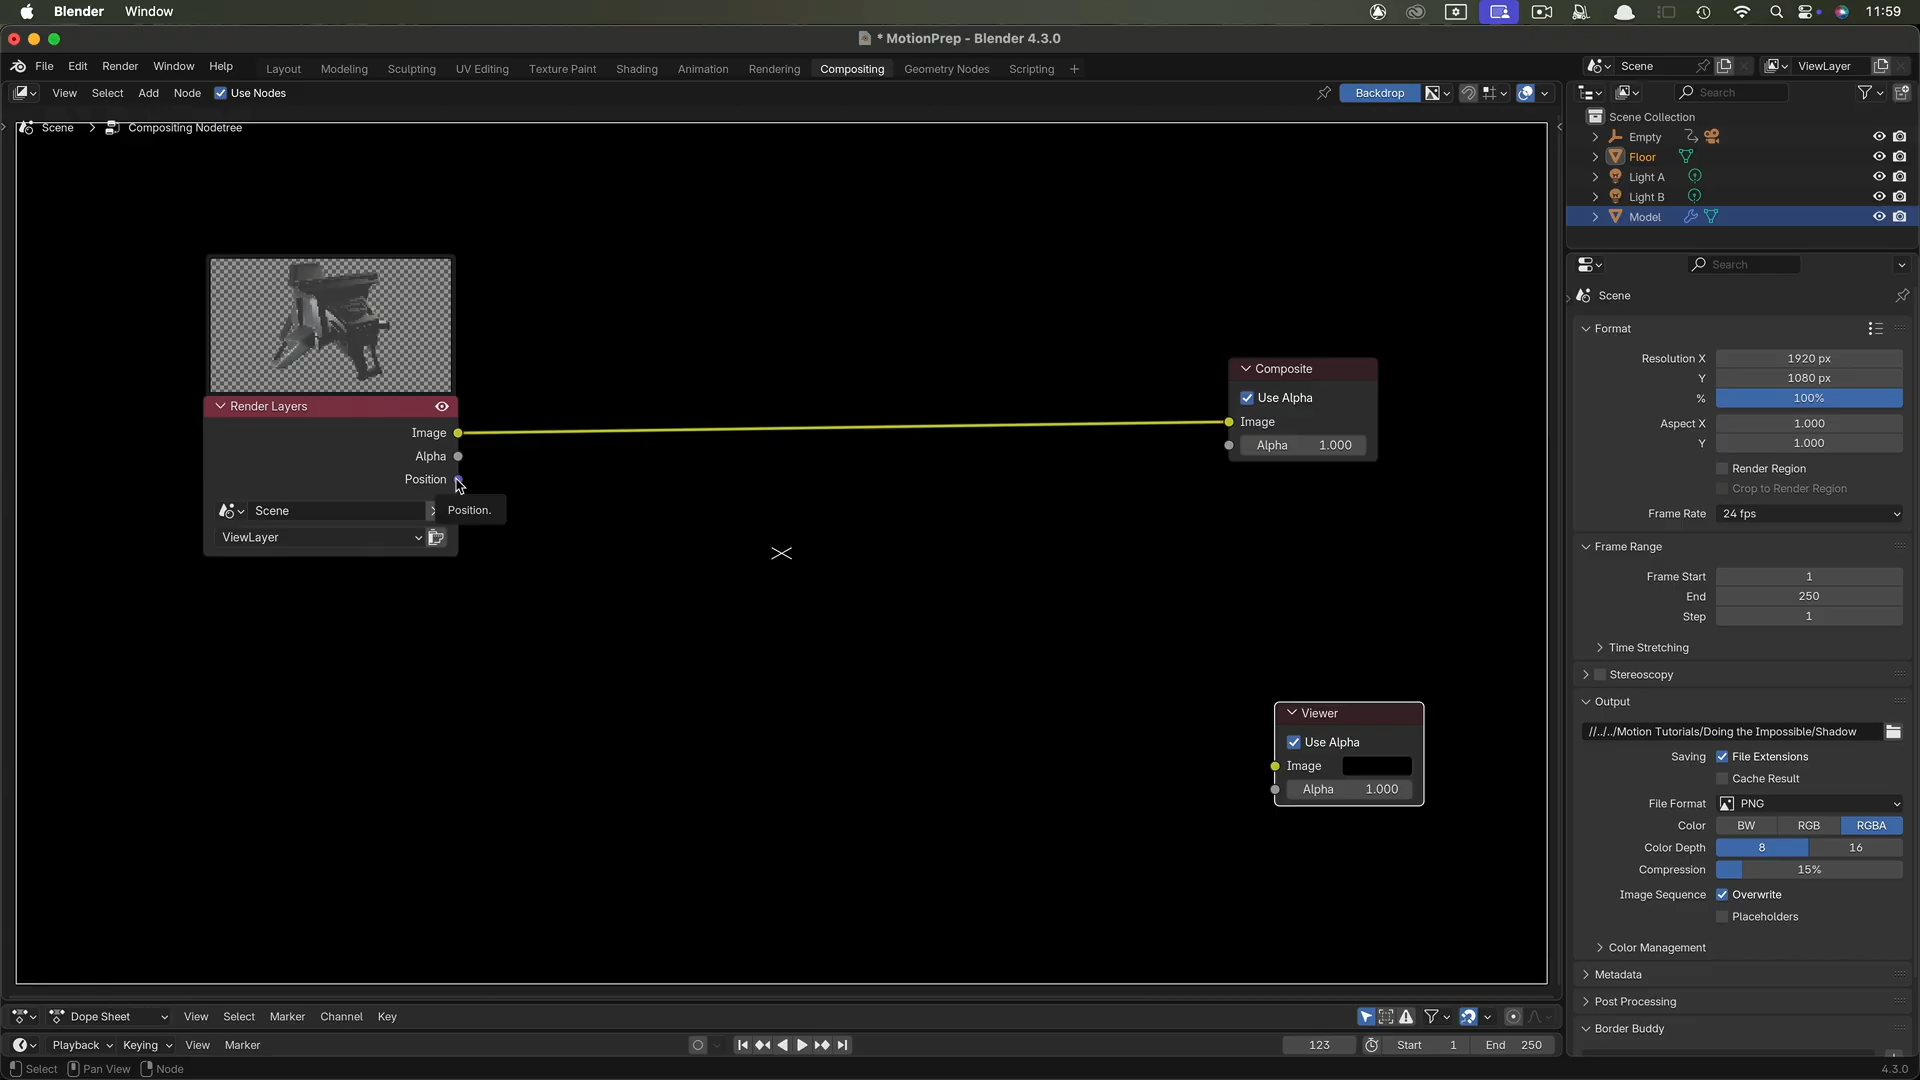 Blender Window 11:59
* MotionPrep - Blender 4.3.0
File Edit Render Window Help Layout Modeling Sculpting UV Editing Texture Paint Shading Animation Rendering Compositing Geometry Nodes Scripting + Scene ViewLayer
View Select Add Node Use Nodes Backdrop Search
Scene > Compositing Nodetree
Scene Collection
Empty
Floor
Light A
Light B
Model
Search
Scene
Format
Resolution X 1920 px
Y 1080 px
% 100%
Aspect X 1.000
Y 1.000
Render Region
Crop to Render Region
Frame Rate 24 fps
Frame Range
Frame Start 1
End 250
Step 1
Time Stretching
Stereoscopy
Output
//../../Motion Tutorials/Doing the Impossible/Shadow
Saving File Extensions
Cache Result
File Format PNG
Color BW RGB RGBA
Color Depth 8 16
Compression 15%
Image Sequence Overwrite
Placeholders
Color Management
Metadata
Post Processing
Border Buddy
Render Layers
Image
Alpha
Position
Scene
Position.
ViewLayer
Composite
Use Alpha
Image
Alpha 1.000
Viewer
Use Alpha
Image
Alpha 1.000
Dope Sheet View Select Marker Channel Key
Playback Keying View Marker 123 Start 1 End 250
Select Pan View Node 4.3.0